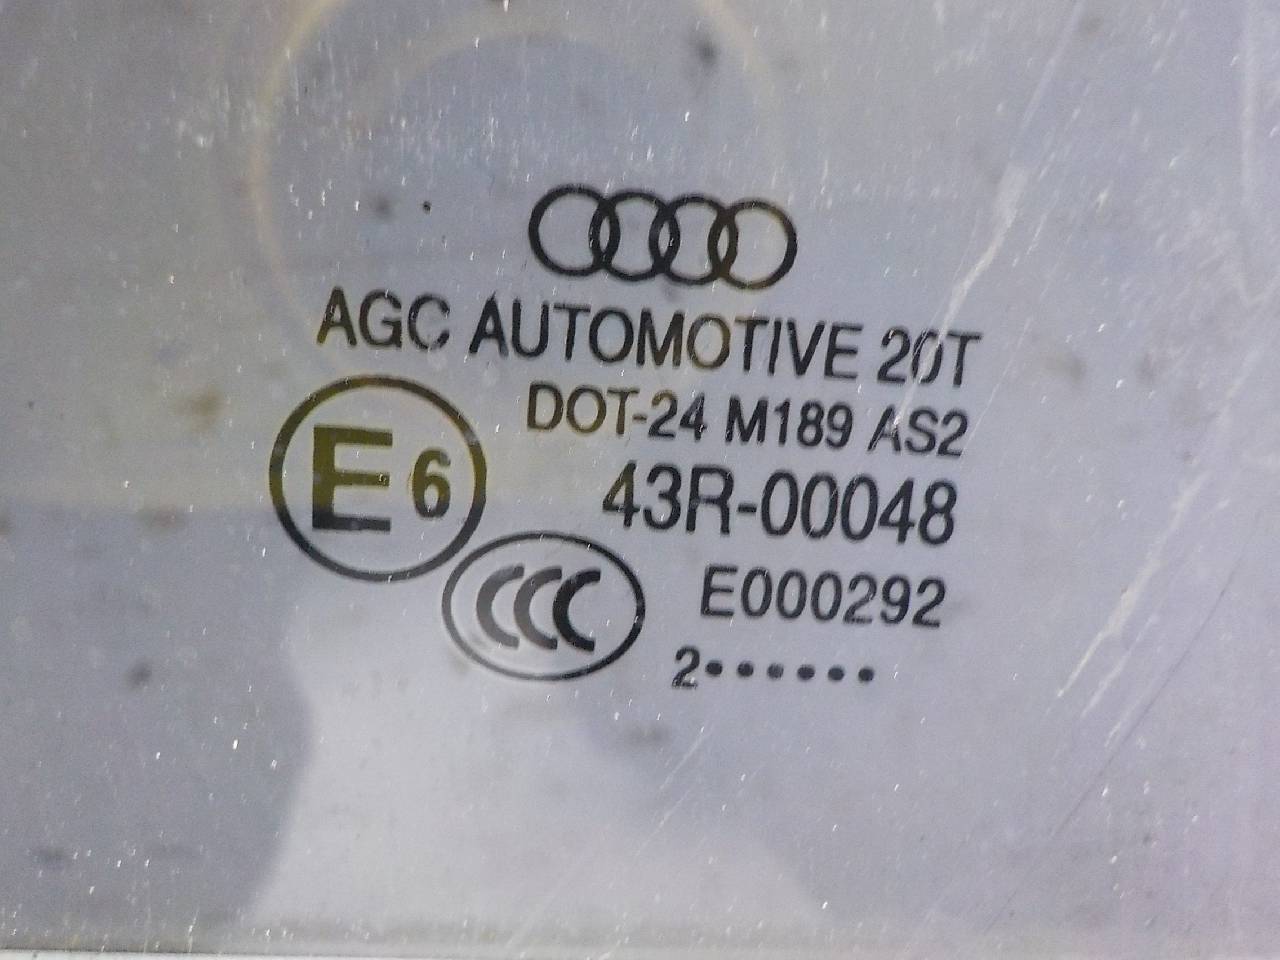 AGC AUTOMOTIVE 20T
DOT-24 M189 AS2
E6 43R-00048
CCC E000292
2••••••